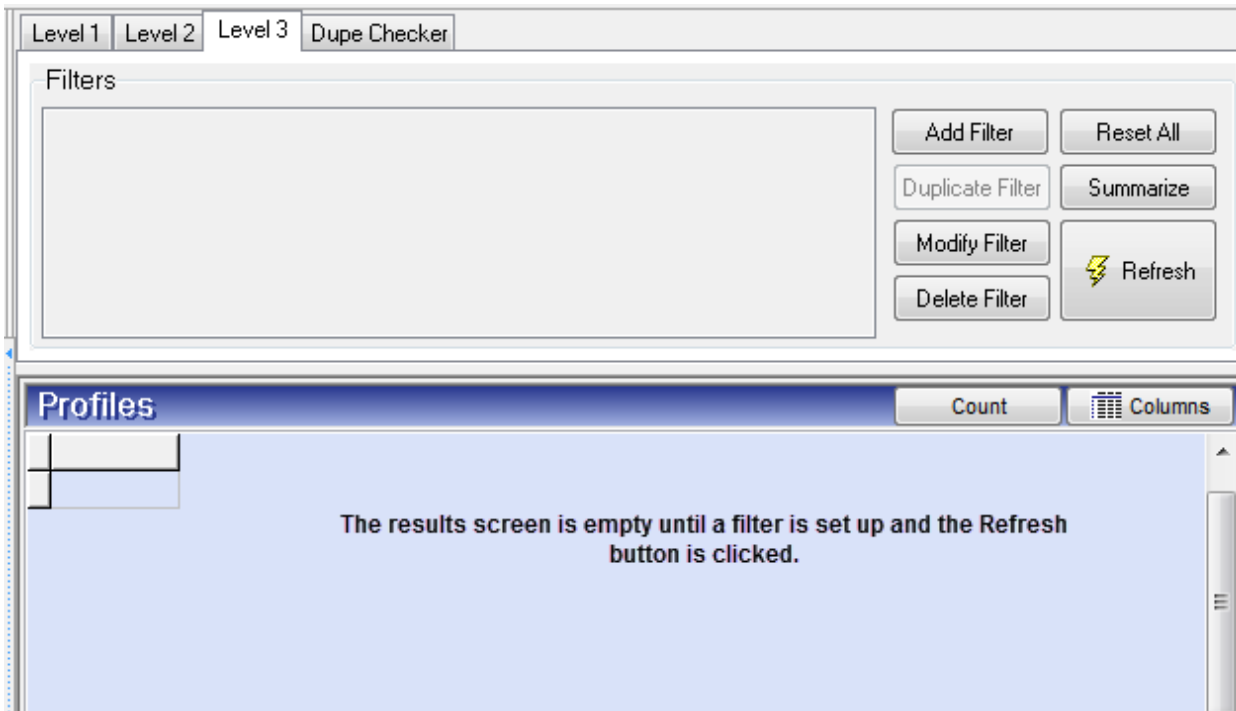 Level 1 Level 2 Level 3 Dupe Checker
Filters
Add Filter Reset All
Duplicate Filter Summarize
Modify Filter
Refresh
Delete Filter
Profiles Count Columns
The results screen is empty until a filter is set up and the Refresh
button is clicked.